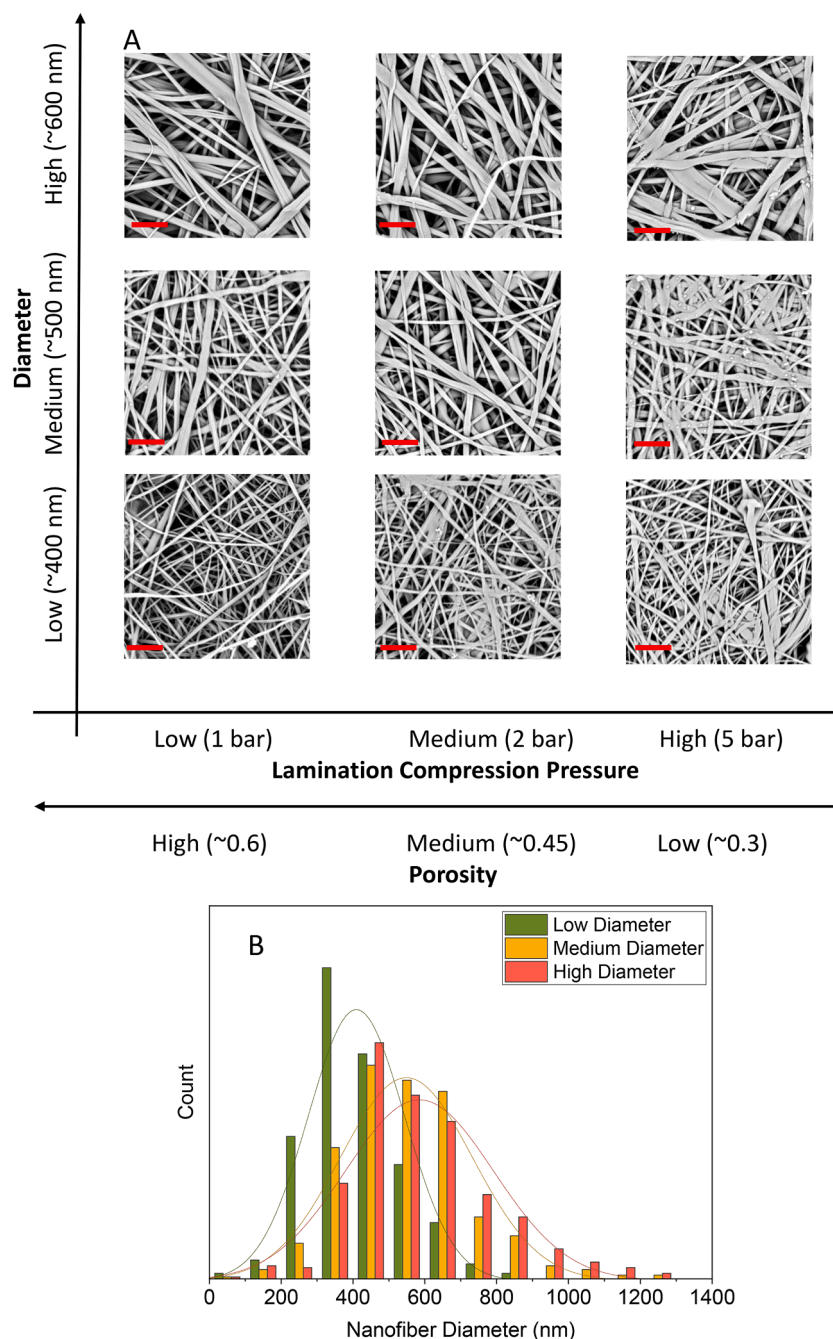 A
High (~600 nm)
Medium (~500 nm)
Low (~400 nm)
Diameter
Low (1 bar)
Medium (2 bar)
High (5 bar)
Lamination Compression Pressure
High (~0.6)
Medium (~0.45)
Low (~0.3)
Porosity
B
Low Diameter
Medium Diameter
High Diameter
Count
0
200
400
600
800
1000
1200
1400
Nanofiber Diameter (nm)